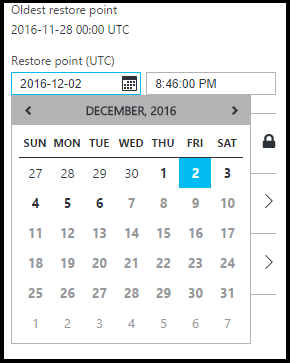 Oldest restore point
2016-11-28 00:00 UTC
Restore point (UTC)
2016-12-02 8:46:00 PM
DECEMBER, 2016
SUN MON TUE WED THU FRI SAT
27 28 29 30 1 2 3
4 5 6 7 8 9 10
11 12 13 14 15 16 17
18 19 20 21 22 23 24
25 26 27 28 29 30 31
1 2 3 4 5 6 7